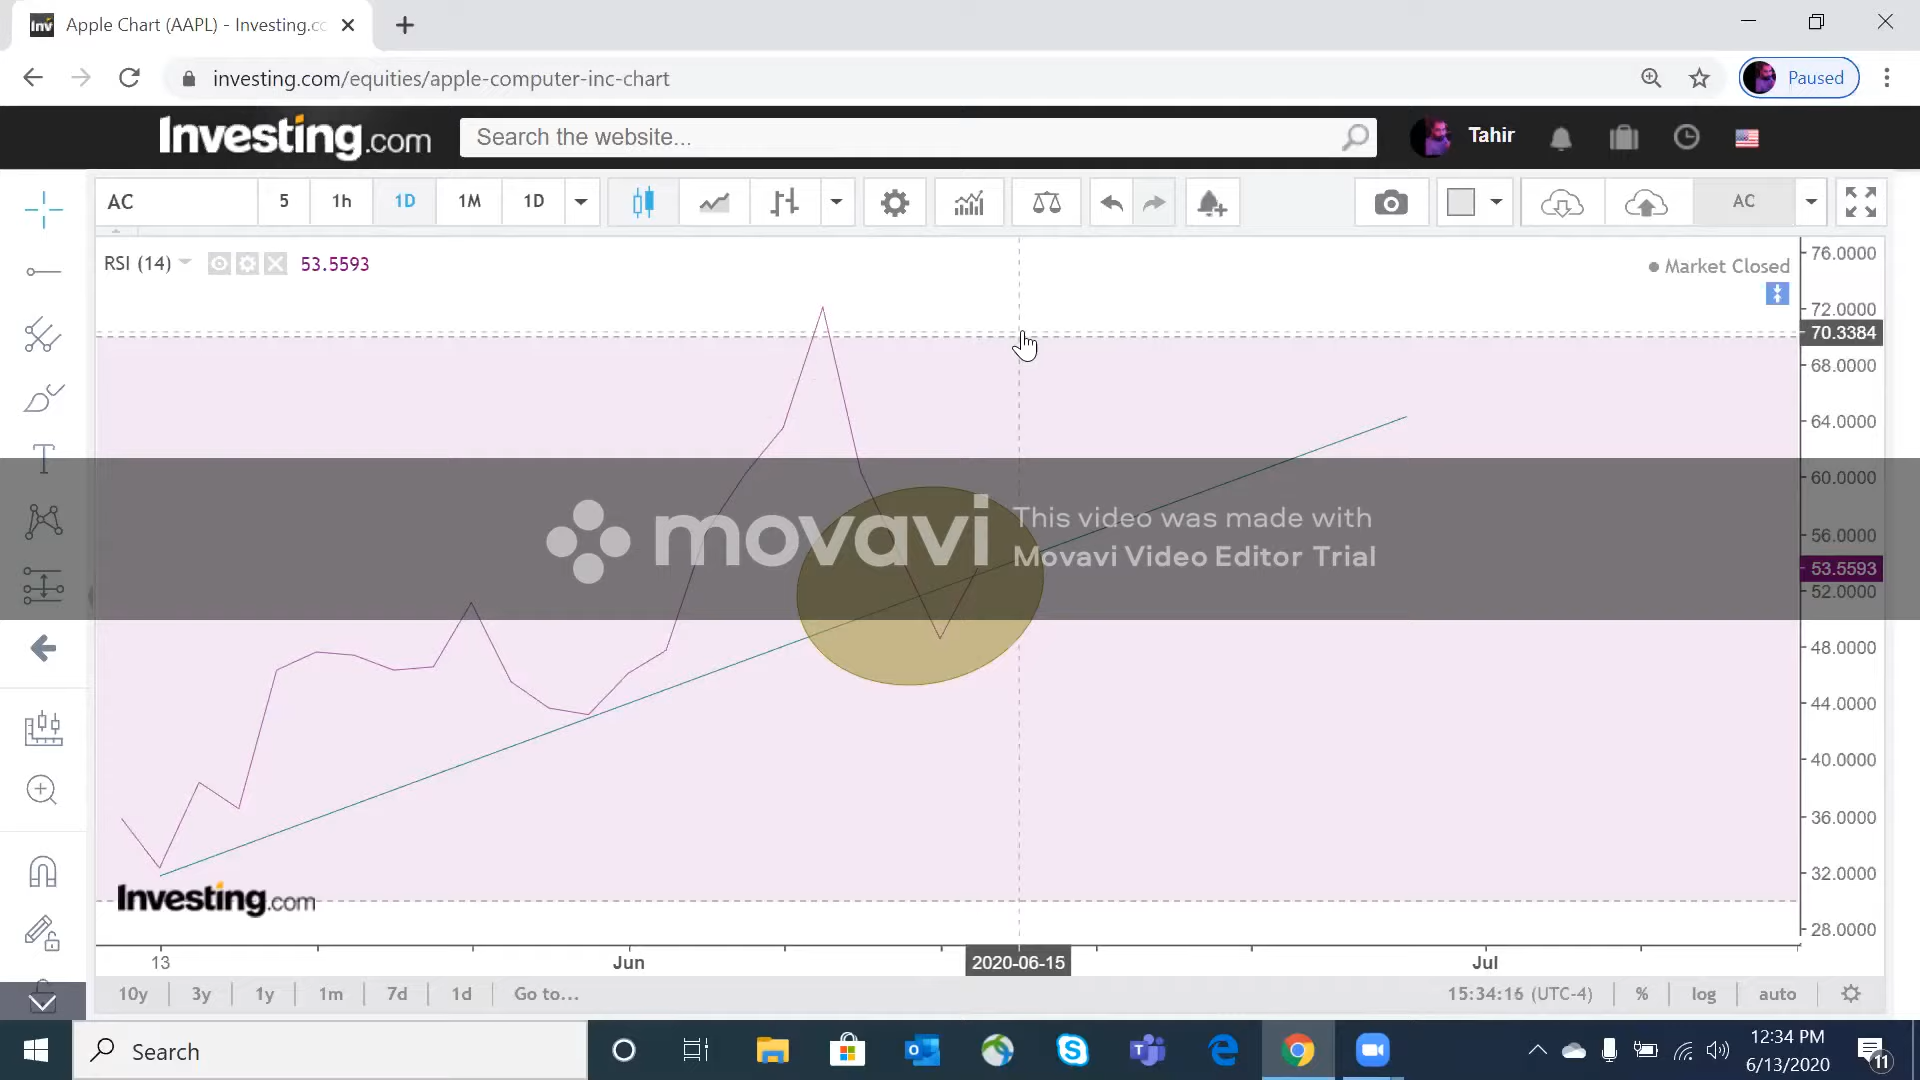 Inv Apple Chart (AAPL) - Investing.co
investing.com/equities/apple-computer-inc-chart
Paused
Investing.com
Search the website...
Tahir
AC 5 1h 1D 1M 1D AC
RSI (14) 53.5593
Market Closed
76.0000
72.0000
70.3384
68.0000
64.0000
60.0000
56.0000
53.5593
52.0000
48.0000
44.0000
40.0000
36.0000
32.0000
28.0000
movavi
This video was made with
Movavi Video Editor Trial
Investing.com
13 Jun 2020-06-15 Jul
10y 3y 1y 1m 7d 1d Go to... 15:34:16 (UTC-4) % log auto
Search
12:34 PM
6/13/2020
11